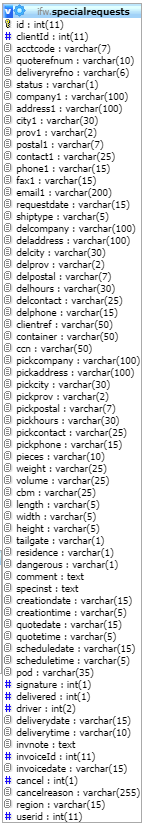 ifw.specialrequests
id : int(11)
clientId : int(11)
acctcode : varchar(7)
quoterefnum : varchar(10)
deliveryrefno : varchar(6)
status : varchar(1)
company1 : varchar(100)
address1 : varchar(100)
city1 : varchar(30)
prov1 : varchar(2)
postal1 : varchar(7)
contact1 : varchar(25)
phone1 : varchar(15)
fax1 : varchar(15)
email1 : varchar(200)
requestdate : varchar(15)
shiptype : varchar(5)
delcompany : varchar(100)
deladdress : varchar(100)
delcity : varchar(30)
delprov : varchar(2)
delpostal : varchar(7)
delhours : varchar(30)
delcontact : varchar(25)
delphone : varchar(15)
clientref : varchar(50)
container : varchar(50)
ccn : varchar(50)
pickcompany : varchar(100)
pickaddress : varchar(100)
pickcity : varchar(30)
pickprov : varchar(2)
pickpostal : varchar(7)
pickhours : varchar(30)
pickcontact : varchar(25)
pickphone : varchar(15)
pieces : varchar(10)
weight : varchar(25)
volume : varchar(25)
cbm : varchar(25)
length : varchar(5)
width : varchar(5)
height : varchar(5)
tailgate : varchar(1)
residence : varchar(1)
dangerous : varchar(1)
comment : text
specinst : text
creationdate : varchar(15)
creationtime : varchar(5)
quotedate : varchar(15)
quotetime : varchar(5)
scheduledate : varchar(15)
scheduletime : varchar(5)
pod : varchar(35)
signature : int(1)
delivered : int(1)
driver : int(2)
deliverydate : varchar(15)
deliverytime : varchar(10)
invnote : text
invoiceId : int(11)
invoicedate : varchar(15)
cancel : int(1)
cancelreason : varchar(255)
region : varchar(15)
userid : int(11)